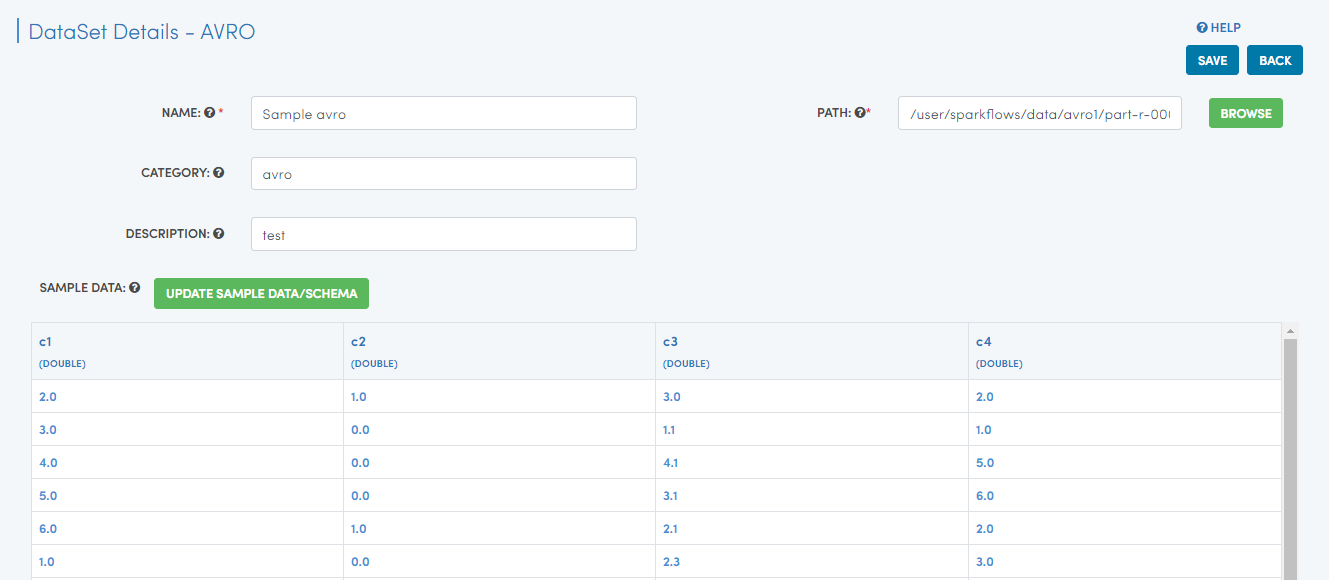 DataSet Details - AVRO
HELP
SAVE BACK
NAME: * Sample avro PATH: * /user/sparkflows/data/avro1/part-r-00 BROWSE
CATEGORY: avro
DESCRIPTION: test
SAMPLE DATA: UPDATE SAMPLE DATA/SCHEMA
c1 c2 c3 c4
(DOUBLE) (DOUBLE) (DOUBLE) (DOUBLE)
2.0 1.0 3.0 2.0
3.0 0.0 1.1 1.0
4.0 0.0 4.1 5.0
5.0 0.0 3.1 6.0
6.0 1.0 2.1 2.0
1.0 0.0 2.3 3.0